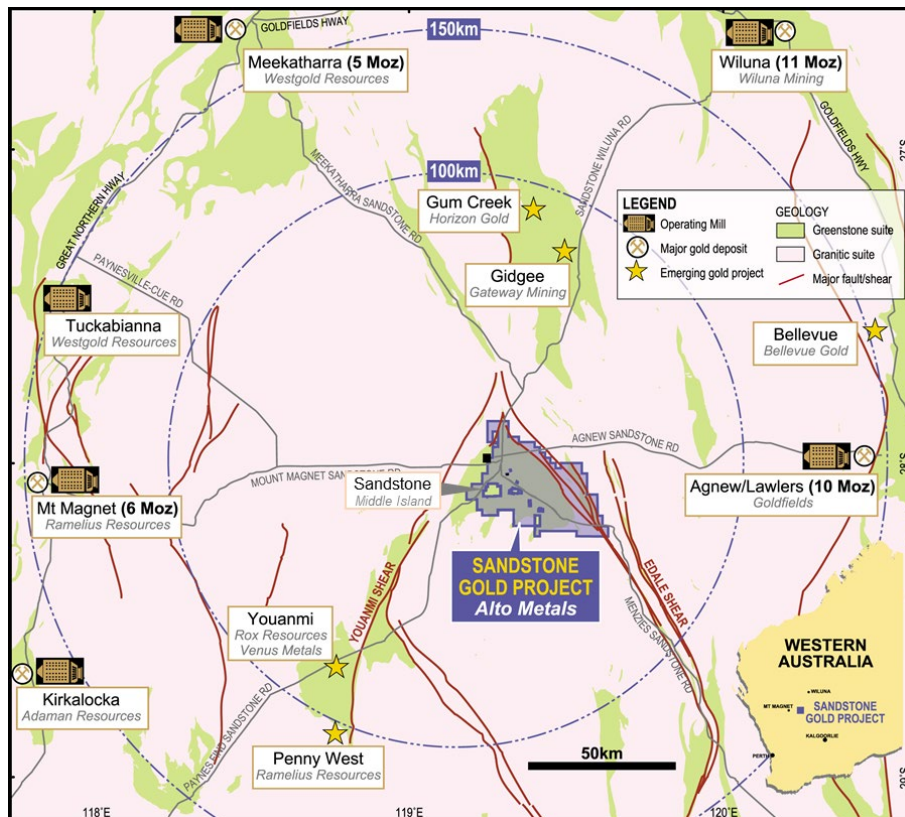 GOLDFIELDS HWY
150km
Meekatharra (5 Moz)
Westgold Resources
Wiluna (11 Moz)
Wiluna Mining
GOLDFIELDS HWY
27°S
MEEKATHARRA SANDSTONE RD
SANDSTONE WILUNA RD
100km
Gum Creek
Horizon Gold
Gidgee
Gateway Mining
LEGEND
Operating Mill
Major gold deposit
Emerging gold project
GEOLOGY
Greenstone suite
Granitic suite
Major fault/shear
GREAT NORTHERN HWY
PAYNESVILLE-CUE RD
Tuckabianna
Westgold Resources
Bellevue
Bellevue Gold
AGNEW SANDSTONE RD
28°S
MOUNT MAGNET SANDSTONE RD
Sandstone
Middle Island
Mt Magnet (6 Moz)
Ramelius Resources
Agnew/Lawlers (10 Moz)
Goldfields
SANDSTONE
GOLD PROJECT
Alto Metals
YOUANMI SHEAR
EDALE SHEAR
MENZIES SANDSTONE RD
Youanmi
Rox Resources
Venus Metals
Kirkalocka
Adaman Resources
PAYNES FIND SANDSTONE RD
Penny West
Ramelius Resources
50km
WESTERN
AUSTRALIA
WILUNA
MT MAGNET
SANDSTONE
GOLD PROJECT
KALGOORLIE
PERTH
29°S
118°E
119°E
120°E